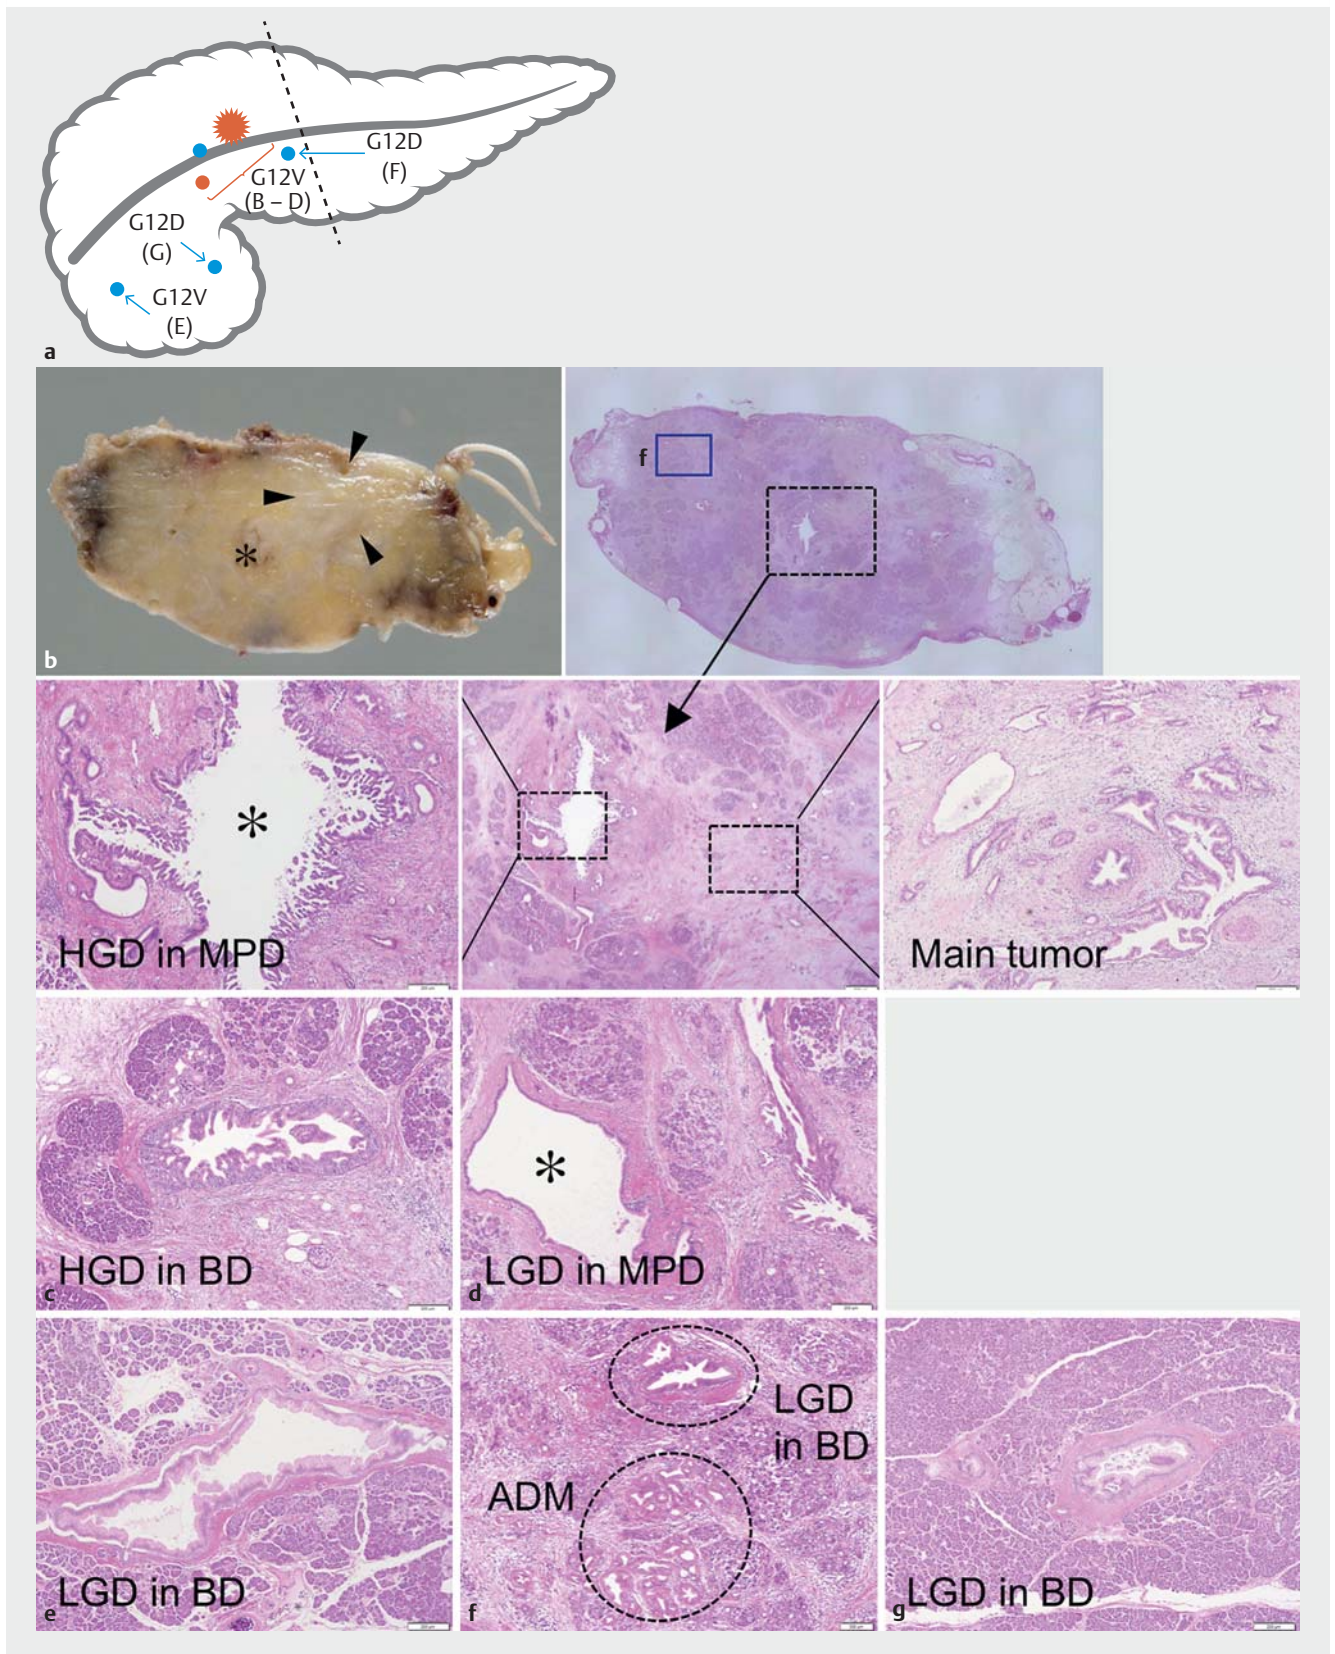 G12D
(F)
G12V
(B – D)
G12D
(G)
G12V
(E)
a
f
*
b
*
HGD in MPD
Main tumor
HGD in BD
c
*
LGD in MPD
d
LGD in BD
e
LGD
in BD
ADM
f
LGD in BD
g